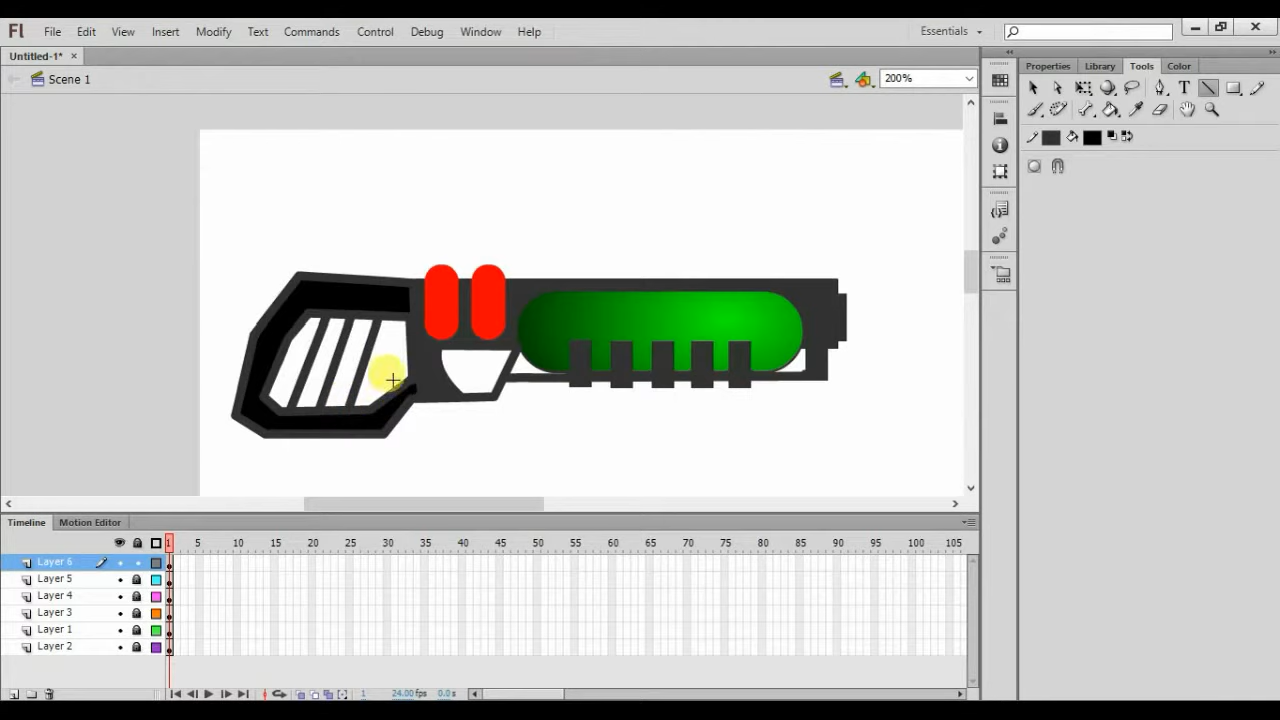 Fl File Edit View Insert Modify Text Commands Control Debug Window Help Essentials
Untitled-1* ×
Scene 1 200%
Properties Library Tools Color
T
Timeline Motion Editor
1 5 10 15 20 25 30 35 40 45 50 55 60 65 70 75 80 85 90 95 100 105
Layer 6
Layer 5
Layer 4
Layer 3
Layer 1
Layer 2
1 24.00 fps 0.0 s